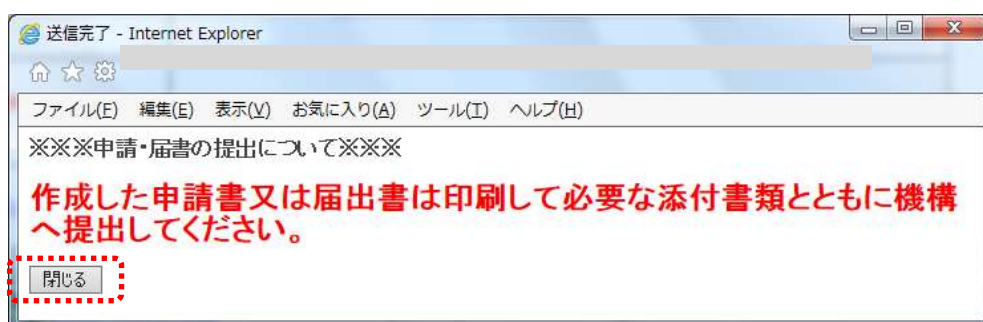 送信完了 - Internet Explorer
ファイル(F) 編集(E) 表示(V) お気に入り(A) ツール(T) ヘルプ(H)
※※※申請・届書の提出について※※※
作成した申請書又は届出書は印刷して必要な添付書類とともに機構
へ提出してください。
閉じる